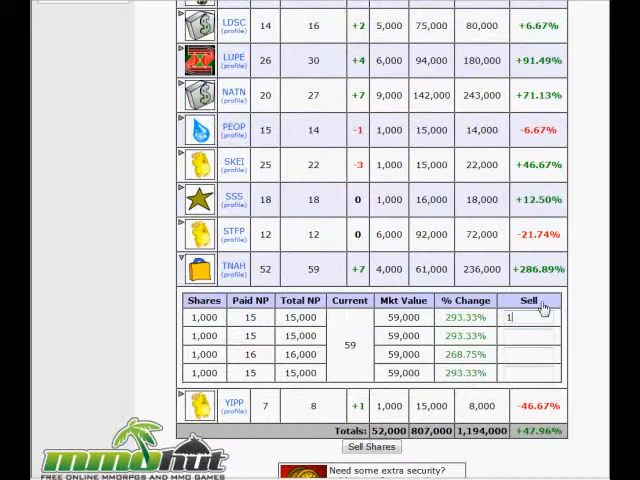 LDSC 14 16 +2 5,000 75,000 80,000 +6.67%
(profile)
LUPE 26 30 +4 6,000 94,000 180,000 +91.49%
(profile)
NATN 20 27 +7 9,000 142,000 243,000 +71.13%
(profile)
PEOP 15 14 -1 1,000 15,000 14,000 -6.67%
(profile)
SKEI 25 22 -3 1,000 15,000 22,000 +46.67%
(profile)
SSS 18 18 0 1,000 16,000 18,000 +12.50%
(profile)
STFP 12 12 0 6,000 92,000 72,000 -21.74%
(profile)
TNAH 52 59 +7 4,000 61,000 236,000 +286.89%
(profile)
Shares Paid NP Total NP Current Mkt Value % Change Sell
1,000 15 15,000 59 59,000 293.33% 1
1,000 15 15,000 59,000 293.33%
1,000 16 16,000 59,000 268.75%
1,000 15 15,000 59,000 293.33%
YIPP 7 8 +1 1,000 15,000 8,000 -46.67%
(profile)
Totals: 52,000 807,000 1,194,000 +47.96%
Sell Shares
mmohut
FREE ONLINE MMORPGS AND MMO GAMES
Need some extra security?